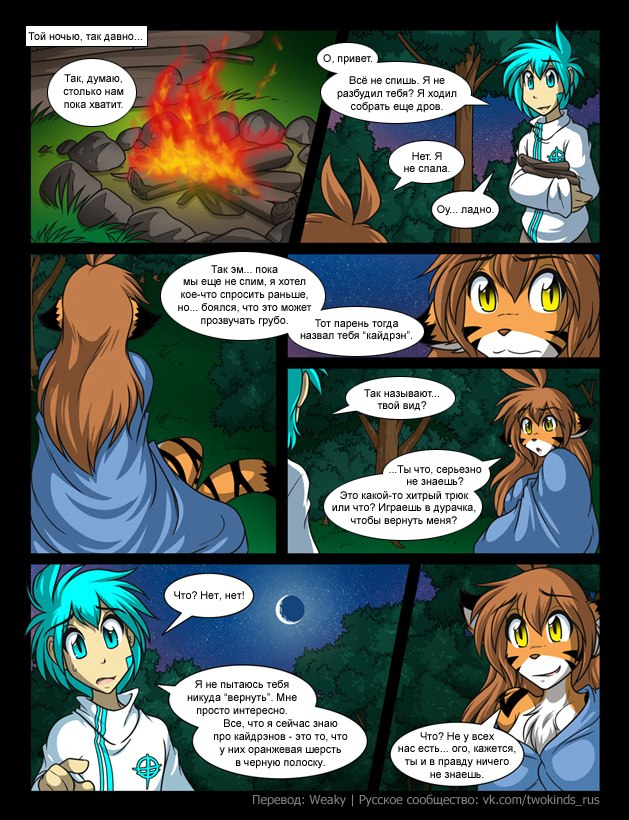 Той ночью, так давно...
Так, думаю,
столько нам
пока хватит.
О, привет.
Всё не спишь. Я не
разбудил тебя? Я ходил
собрать еще дров.
Нет. Я
не спала.
Оу... ладно.
Так эм... пока
мы еще не спим, я хотел
кое-что спросить раньше,
но... боялся, что это может
прозвучать грубо.
Тот парень тогда
назвал тебя “кайдрэн”.
Так называют...
твой вид?
...Ты что, серьезно
не знаешь?
Это какой-то хитрый трюк
или что? Играешь в дурачка,
чтобы вернуть меня?
Что? Нет, нет!
Я не пытаюсь тебя
никуда “вернуть”. Мне
просто интересно.
Все, что я сейчас знаю
про кайдрэнов - это то, что
у них оранжевая шерсть
в черную полоску.
Что? Не у всех
нас есть... ого, кажется,
ты и в правду ничего
не знаешь.
Перевод: Weaky | Русское сообщество: vk.com/twokinds_rus